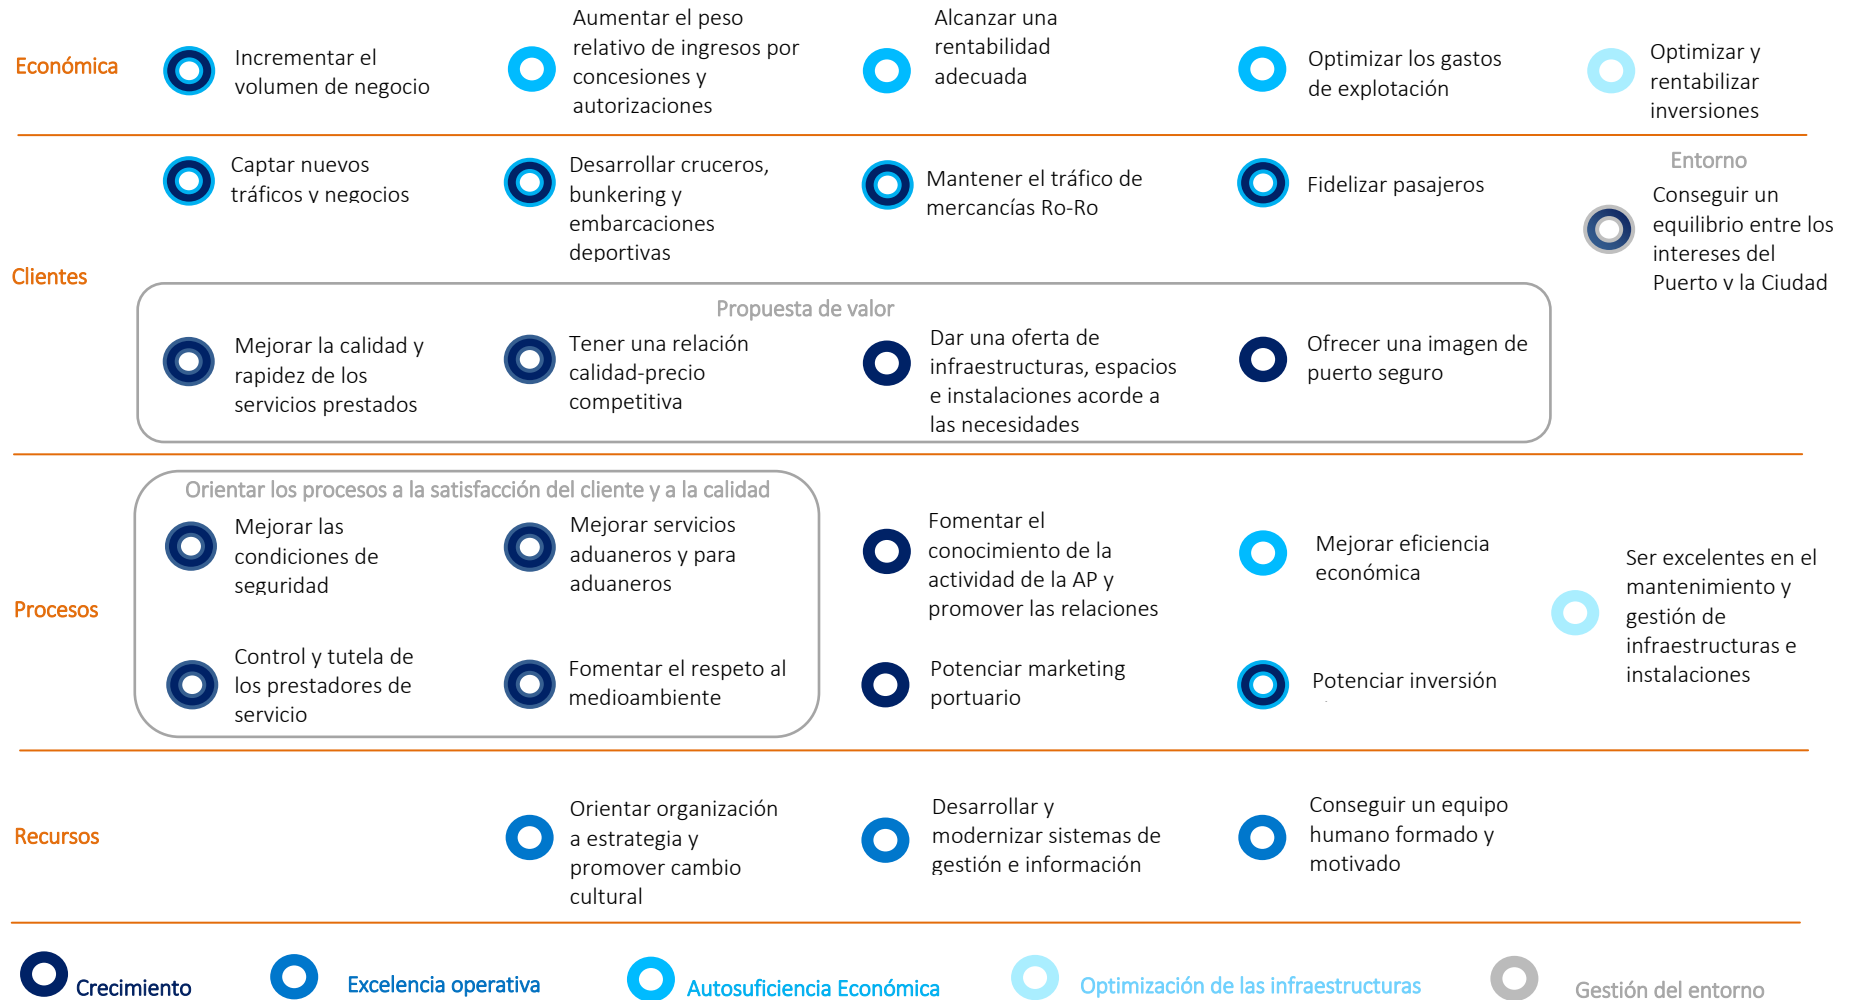 Económica
Incrementar el
volumen de negocio
Aumentar el peso
relativo de ingresos por
concesiones y
autorizaciones
Alcanzar una
rentabilidad
adecuada
Optimizar los gastos
de explotación
Optimizar y
rentabilizar
inversiones
Clientes
Captar nuevos
tráficos y negocios
Desarrollar cruceros,
bunkering y
embarcaciones
deportivas
Mantener el tráfico de
mercancías Ro-Ro
Fidelizar pasajeros
Entorno
Conseguir un
equilibrio entre los
intereses del
Puerto y la Ciudad
Propuesta de valor
Mejorar la calidad y
rapidez de los
servicios prestados
Tener una relación
calidad-precio
competitiva
Dar una oferta de
infraestructuras, espacios
e instalaciones acorde a
las necesidades
Ofrecer una imagen de
puerto seguro
Procesos
Orientar los procesos a la satisfacción del cliente y a la calidad
Mejorar las
condiciones de
seguridad
Mejorar servicios
aduaneros y para
aduaneros
Fomentar el
conocimiento de la
actividad de la AP y
promover las relaciones
Mejorar eficiencia
económica
Ser excelentes en el
mantenimiento y
gestión de
infraestructuras e
instalaciones
Control y tutela de
los prestadores de
servicio
Fomentar el respeto al
medioambiente
Potenciar marketing
portuario
Potenciar inversión
Recursos
Orientar organización
a estrategia y
promover cambio
cultural
Desarrollar y
modernizar sistemas de
gestión e información
Conseguir un equipo
humano formado y
motivado
Crecimiento
Excelencia operativa
Autosuficiencia Económica
Optimización de las infraestructuras
Gestión del entorno